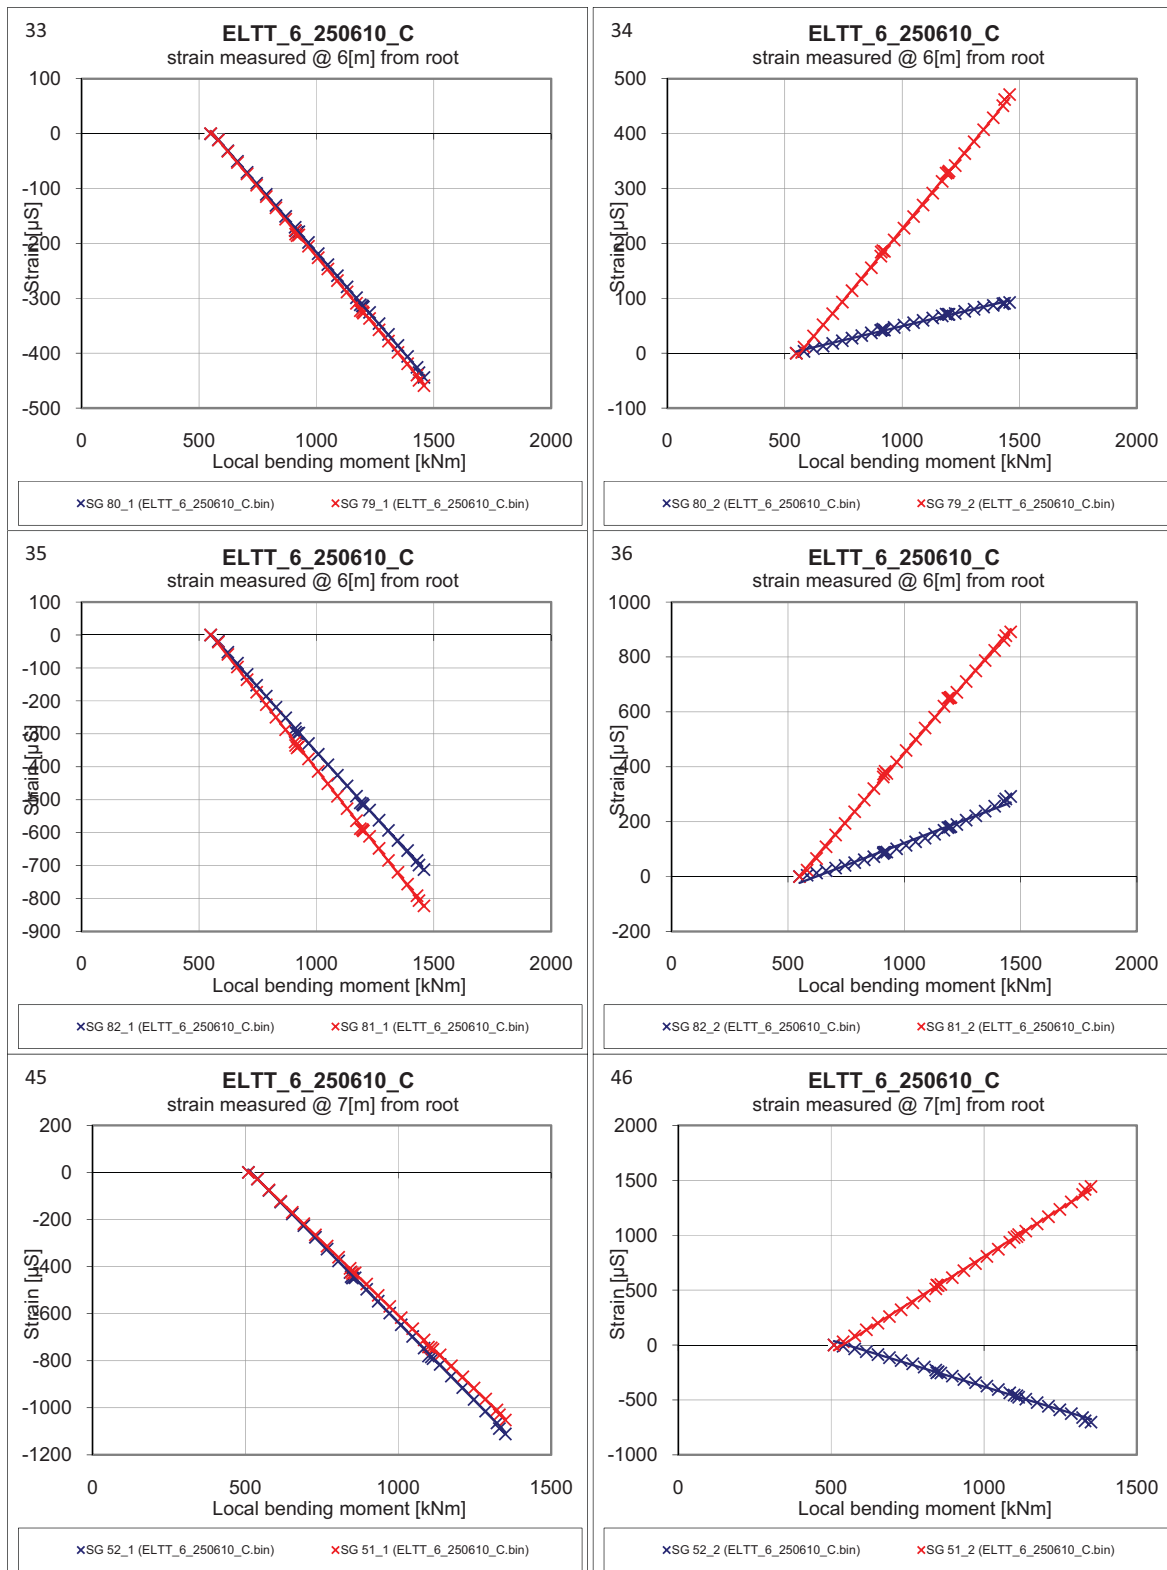 33
ELTT_6_250610_C
strain measured @ 6[m] from root
Strain [µS]
100
0
-100
-200
-300
-400
-500
0 500 1000 1500 2000
Local bending moment [kNm]
SG 80_1 (ELTT_6_250610_C.bin) SG 79_1 (ELTT_6_250610_C.bin)
34
ELTT_6_250610_C
strain measured @ 6[m] from root
Strain [µS]
500
400
300
200
100
0
-100
0 500 1000 1500 2000
Local bending moment [kNm]
SG 80_2 (ELTT_6_250610_C.bin) SG 79_2 (ELTT_6_250610_C.bin)
35
ELTT_6_250610_C
strain measured @ 6[m] from root
Strain [µS]
100
0
-100
-200
-300
-400
-500
-600
-700
-800
-900
0 500 1000 1500 2000
Local bending moment [kNm]
SG 82_1 (ELTT_6_250610_C.bin) SG 81_1 (ELTT_6_250610_C.bin)
36
ELTT_6_250610_C
strain measured @ 6[m] from root
Strain [µS]
1000
800
600
400
200
0
-200
0 500 1000 1500 2000
Local bending moment [kNm]
SG 82_2 (ELTT_6_250610_C.bin) SG 81_2 (ELTT_6_250610_C.bin)
45
ELTT_6_250610_C
strain measured @ 7[m] from root
Strain [µS]
200
0
-200
-400
-600
-800
-1000
-1200
0 500 1000 1500
Local bending moment [kNm]
SG 52_1 (ELTT_6_250610_C.bin) SG 51_1 (ELTT_6_250610_C.bin)
46
ELTT_6_250610_C
strain measured @ 7[m] from root
Strain [µS]
2000
1500
1000
500
0
-500
-1000
0 500 1000 1500
Local bending moment [kNm]
SG 52_2 (ELTT_6_250610_C.bin) SG 51_2 (ELTT_6_250610_C.bin)